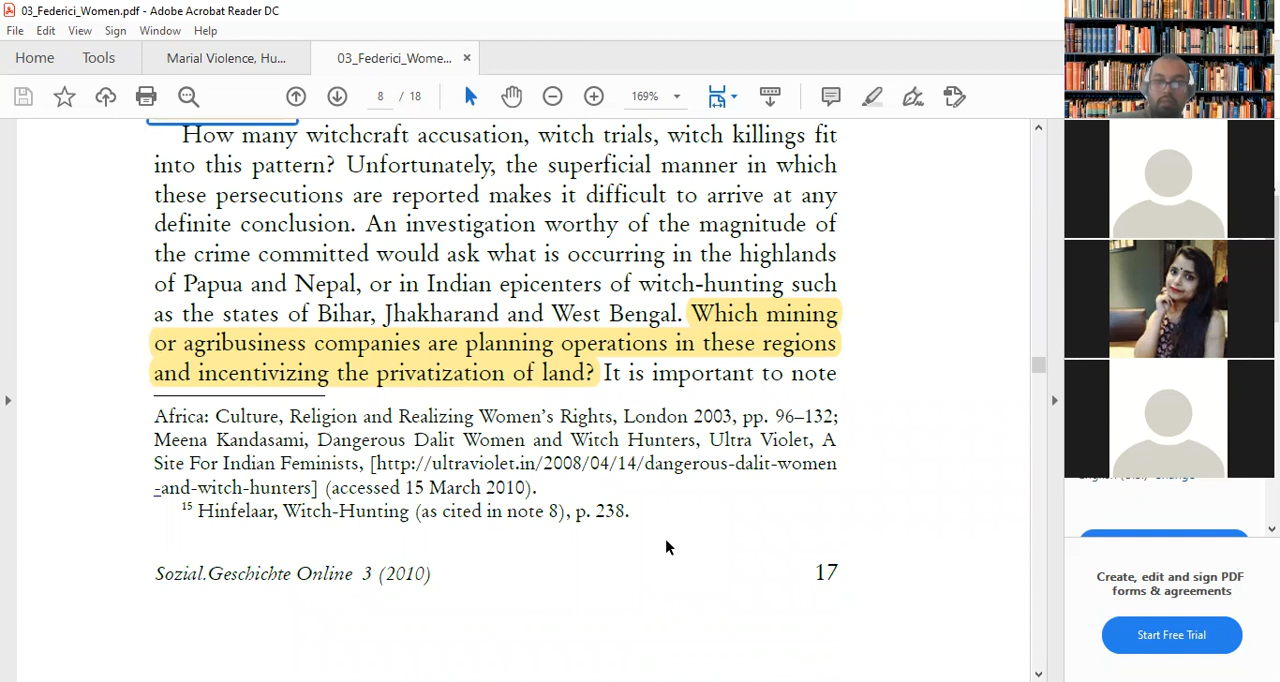 03_Federici_Women.pdf - Adobe Acrobat Reader DC
File Edit View Sign Window Help
Home Tools Marial Violence, Hu... 03_Federici_Wome... ×
8 / 18 169%
How many witchcraft accusation, witch trials, witch killings fit
into this pattern? Unfortunately, the superficial manner in which
these persecutions are reported makes it difficult to arrive at any
definite conclusion. An investigation worthy of the magnitude of
the crime committed would ask what is occurring in the highlands
of Papua and Nepal, or in Indian epicenters of witch-hunting such
as the states of Bihar, Jhakharand and West Bengal. Which mining
or agribusiness companies are planning operations in these regions
and incentivizing the privatization of land? It is important to note
Africa: Culture, Religion and Realizing Women's Rights, London 2003, pp. 96–132;
Meena Kandasami, Dangerous Dalit Women and Witch Hunters, Ultra Violet, A
Site For Indian Feminists, [http://ultraviolet.in/2008/04/14/dangerous-dalit-women
-and-witch-hunters] (accessed 15 March 2010).
15 Hinfelaar, Witch-Hunting (as cited in note 8), p. 238.
Sozial.Geschichte Online 3 (2010) 17
Create, edit and sign PDF
forms & agreements
Start Free Trial